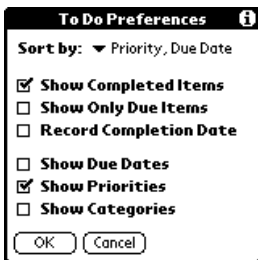 To Do Preferences
Sort by: Priority, Due Date
Show Completed Items
Show Only Due Items
Record Completion Date
Show Due Dates
Show Priorities
Show Categories
OK Cancel